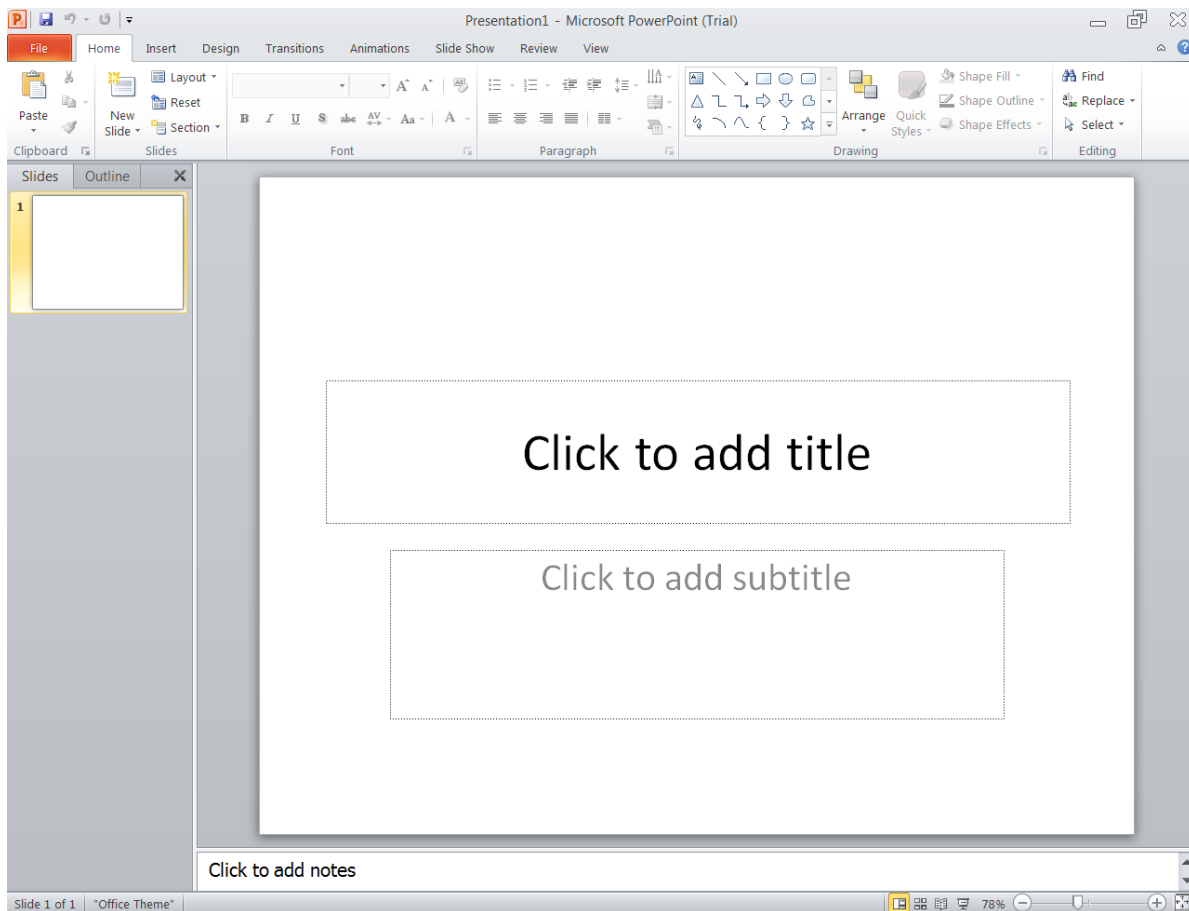 Presentation1 - Microsoft PowerPoint (Trial)
File Home Insert Design Transitions Animations Slide Show Review View
Paste
New Slide
Layout
Reset
Section
B I U S abc AV Aa A
Arrange
Quick Styles
Shape Fill
Shape Outline
Shape Effects
Find
Replace
Select
Clipboard Slides Font Paragraph Drawing Editing
Slides Outline
1
Click to add title
Click to add subtitle
Click to add notes
Slide 1 of 1 "Office Theme" 78%